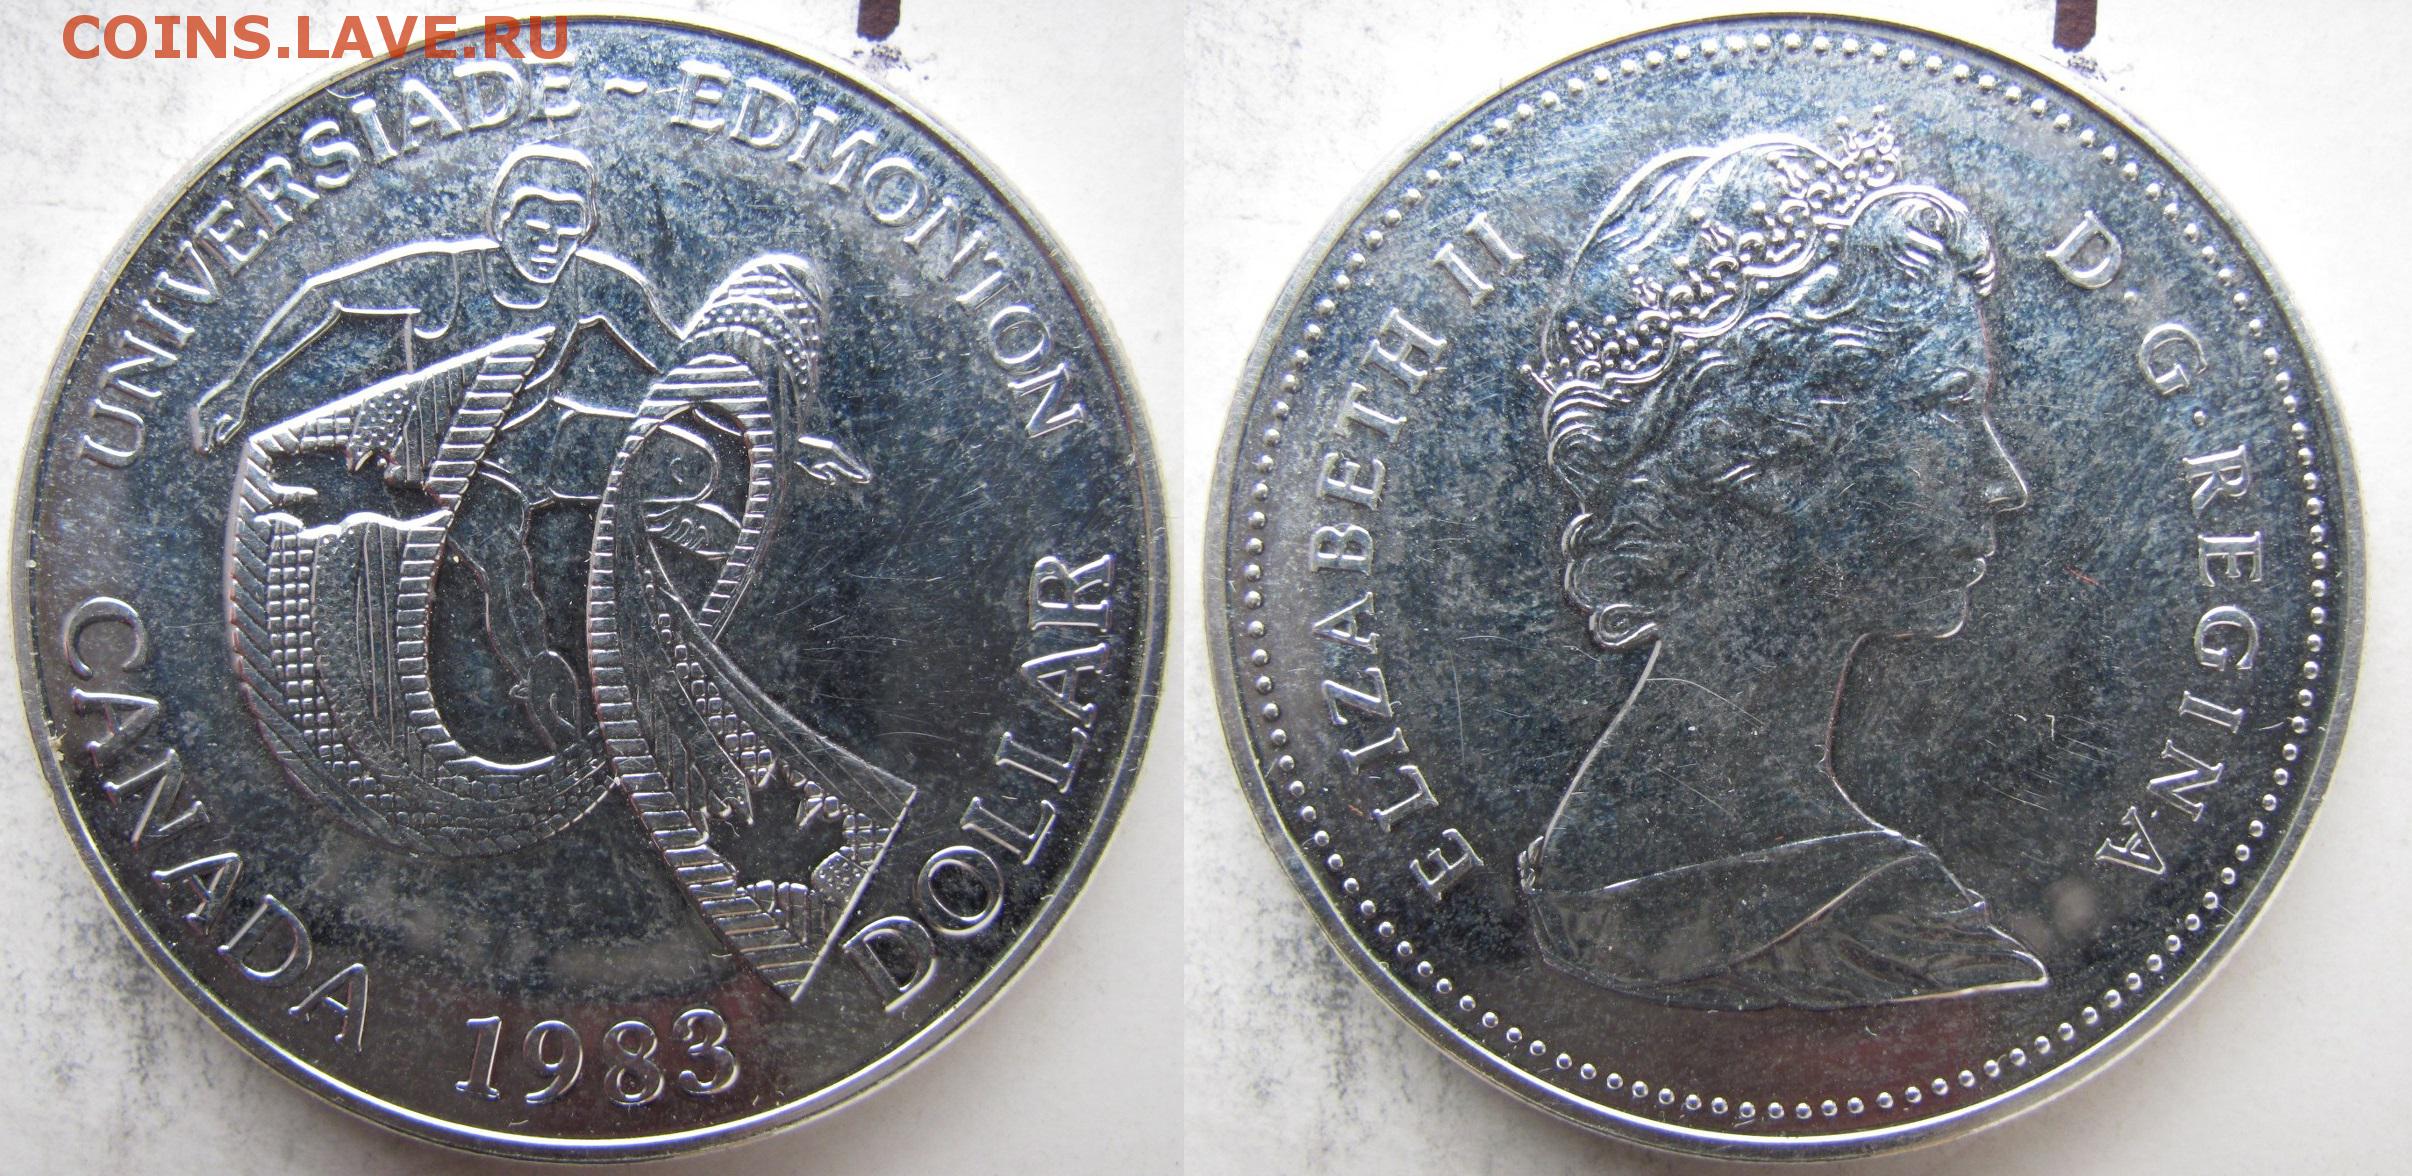 COINS.LAVE.RU
UNIVERSIADE ~ EDMONTON
CANADA 1983 DOLLAR
ELIZABETH II D·G·REGINA